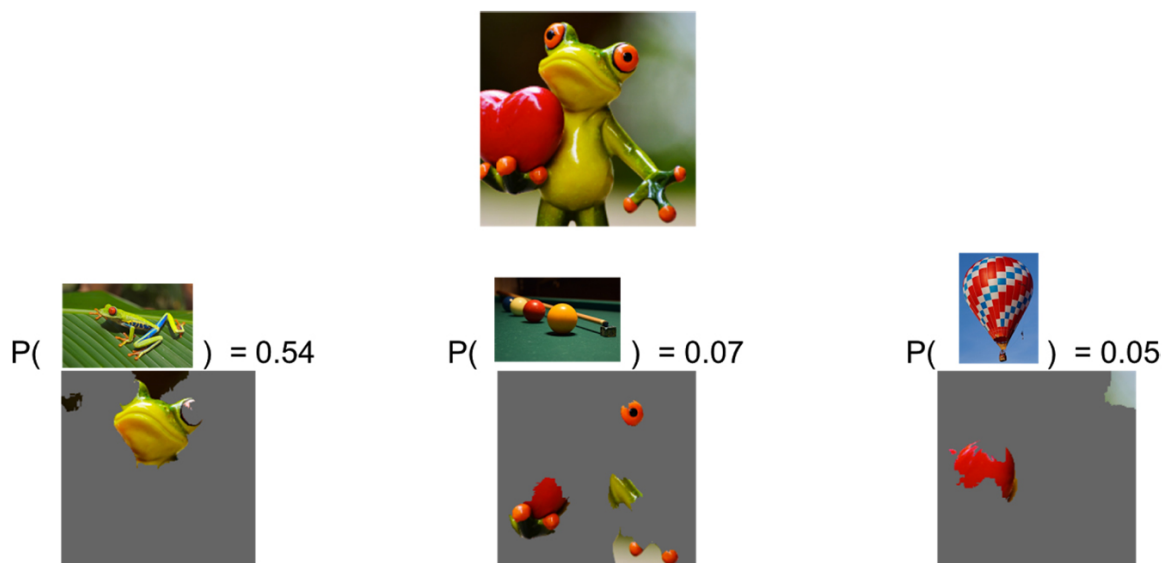 P( ) = 0.54
P( ) = 0.07
P( ) = 0.05